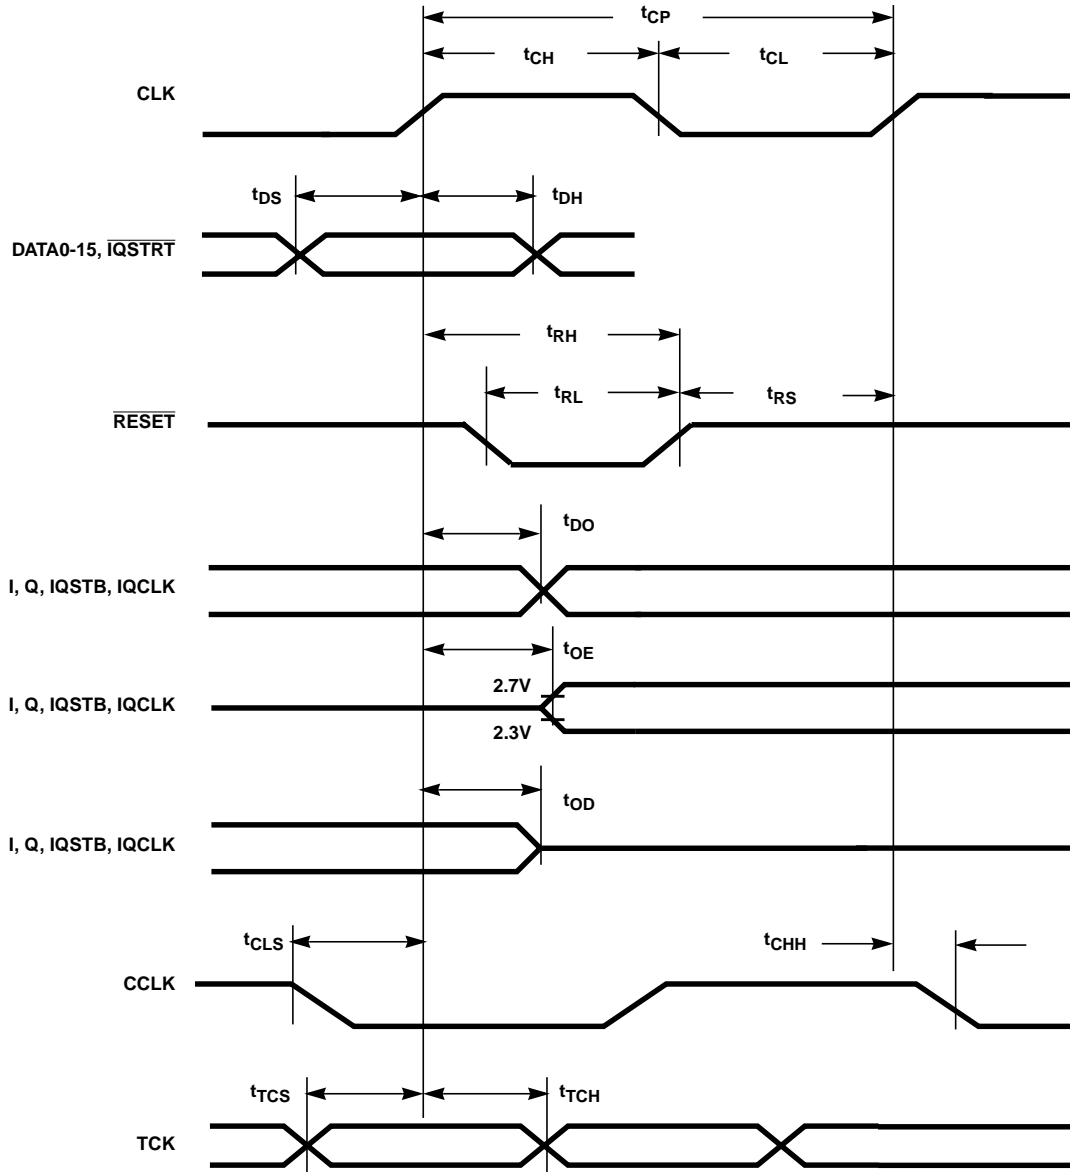 tCP
tCH tCL
CLK
tDS tDH
DATA0-15, IQSTRT
tRH
tRL tRS
RESET
tDO
I, Q, IQSTB, IQCLK
tOE
2.7V
I, Q, IQSTB, IQCLK
2.3V
tOD
I, Q, IQSTB, IQCLK
tCLS tCHH
CCLK
tTCS tTCH
TCK